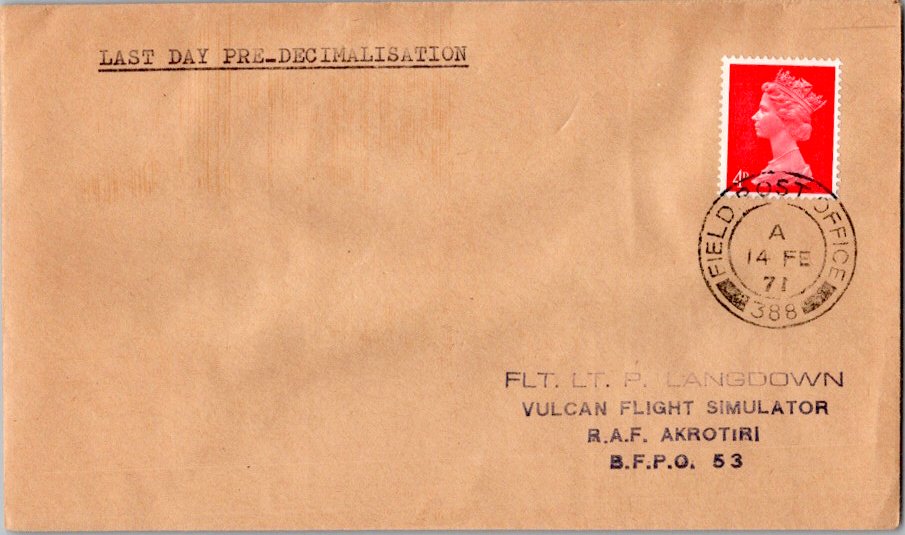 LAST DAY PRE-DECIMALISATION
4D
FIELD POST OFFICE
A
14 FE
71
388
FLT. LT. P. LANGDOWN
VULCAN FLIGHT SIMULATOR
R.A.F. AKROTIRI
B.F.P.O. 53